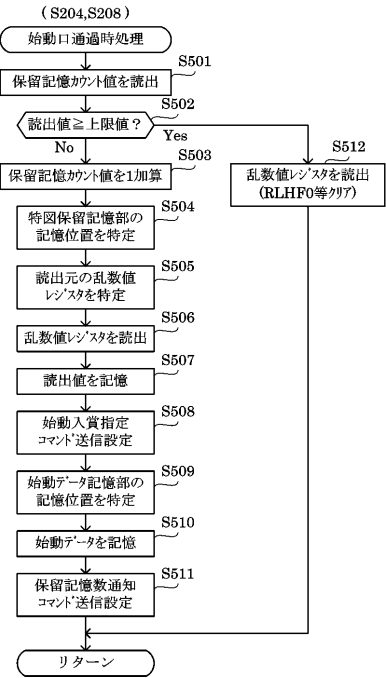 (S204,S208)
始動口通過時処理
S501
保留記憶カウント値を読出
S502
読出値≧上限値?
Yes
No
S503
保留記憶カウント値を1加算
S512
乱数値レジスタを読出
(RLHF0等クリア)
S504
特図保留記憶部の
記憶位置を特定
S505
読出元の乱数値
レジスタを特定
S506
乱数値レジスタを読出
S507
読出値を記憶
S508
始動入賞指定
コマンド送信設定
S509
始動データ記憶部の
記憶位置を特定
S510
始動データを記憶
S511
保留記憶数通知
コマンド送信設定
リターン